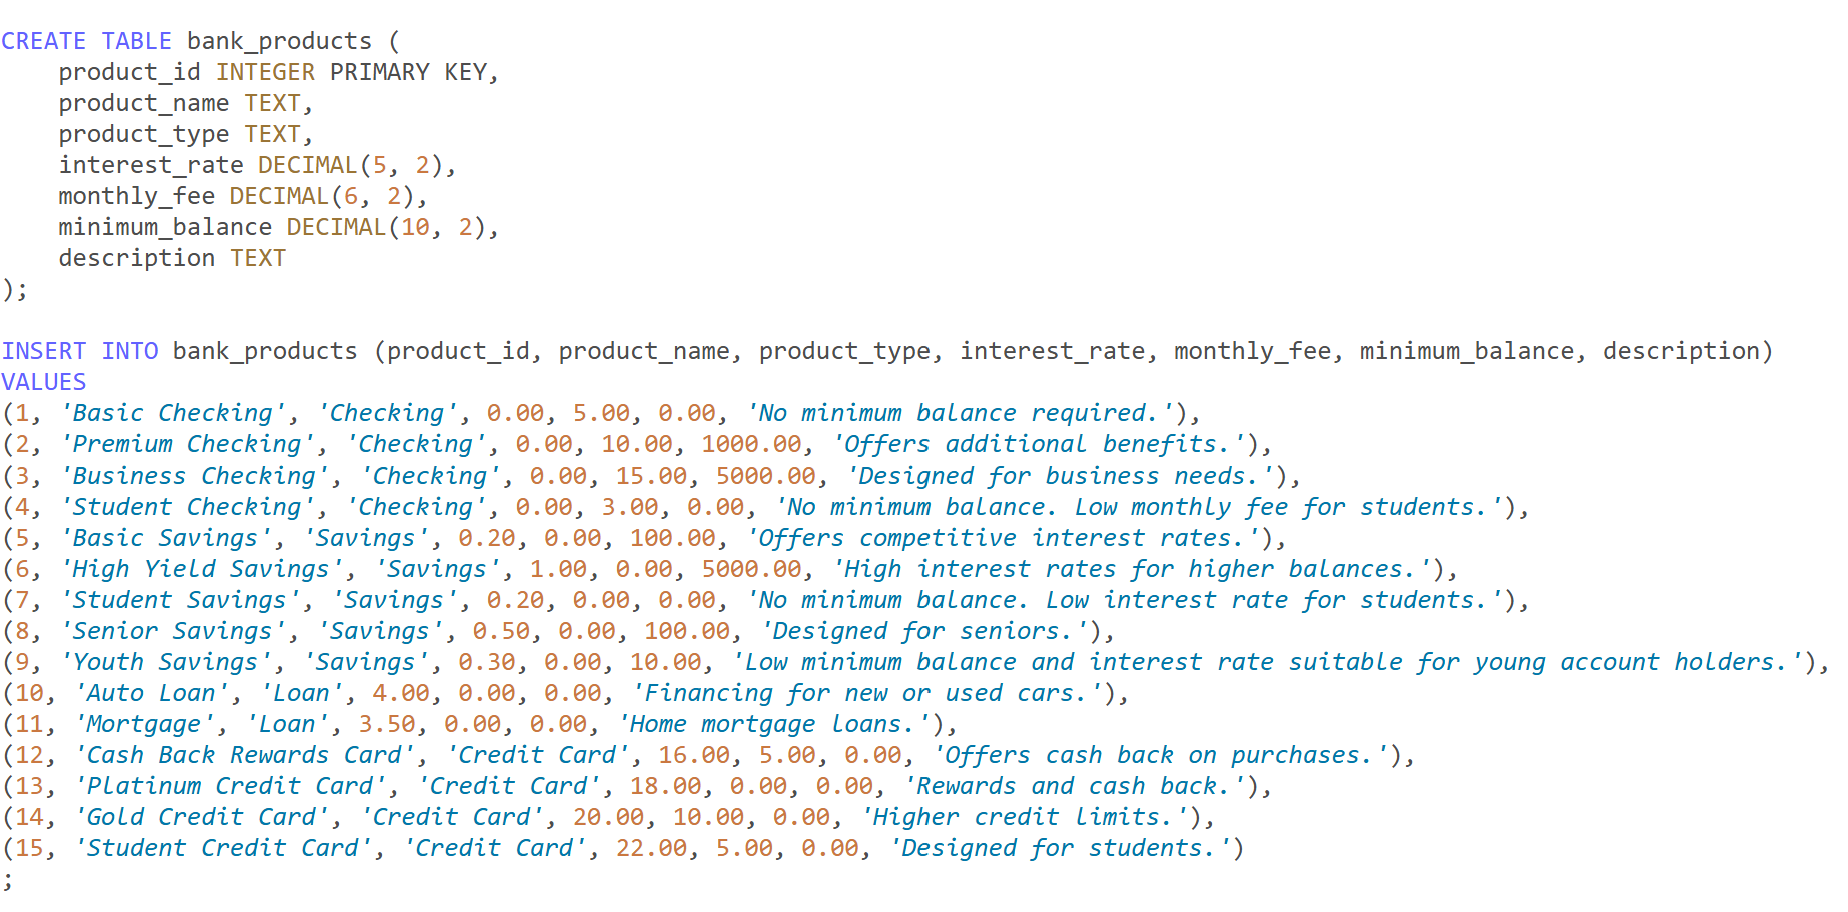 CREATE TABLE bank_products (
    product_id INTEGER PRIMARY KEY,
    product_name TEXT,
    product_type TEXT,
    interest_rate DECIMAL(5, 2),
    monthly_fee DECIMAL(6, 2),
    minimum_balance DECIMAL(10, 2),
    description TEXT
);
INSERT INTO bank_products (product_id, product_name, product_type, interest_rate, monthly_fee, minimum_balance, description)
VALUES
(1, 'Basic Checking', 'Checking', 0.00, 5.00, 0.00, 'No minimum balance required.'),
(2, 'Premium Checking', 'Checking', 0.00, 10.00, 1000.00, 'Offers additional benefits.'),
(3, 'Business Checking', 'Checking', 0.00, 15.00, 5000.00, 'Designed for business needs.'),
(4, 'Student Checking', 'Checking', 0.00, 3.00, 0.00, 'No minimum balance. Low monthly fee for students.'),
(5, 'Basic Savings', 'Savings', 0.20, 0.00, 100.00, 'Offers competitive interest rates.'),
(6, 'High Yield Savings', 'Savings', 1.00, 0.00, 5000.00, 'High interest rates for higher balances.'),
(7, 'Student Savings', 'Savings', 0.20, 0.00, 0.00, 'No minimum balance. Low interest rate for students.'),
(8, 'Senior Savings', 'Savings', 0.50, 0.00, 100.00, 'Designed for seniors.'),
(9, 'Youth Savings', 'Savings', 0.30, 0.00, 10.00, 'Low minimum balance and interest rate suitable for young account holders.'),
(10, 'Auto Loan', 'Loan', 4.00, 0.00, 0.00, 'Financing for new or used cars.'),
(11, 'Mortgage', 'Loan', 3.50, 0.00, 0.00, 'Home mortgage loans.'),
(12, 'Cash Back Rewards Card', 'Credit Card', 16.00, 5.00, 0.00, 'Offers cash back on purchases.'),
(13, 'Platinum Credit Card', 'Credit Card', 18.00, 0.00, 0.00, 'Rewards and cash back.'),
(14, 'Gold Credit Card', 'Credit Card', 20.00, 10.00, 0.00, 'Higher credit limits.'),
(15, 'Student Credit Card', 'Credit Card', 22.00, 5.00, 0.00, 'Designed for students.')
;